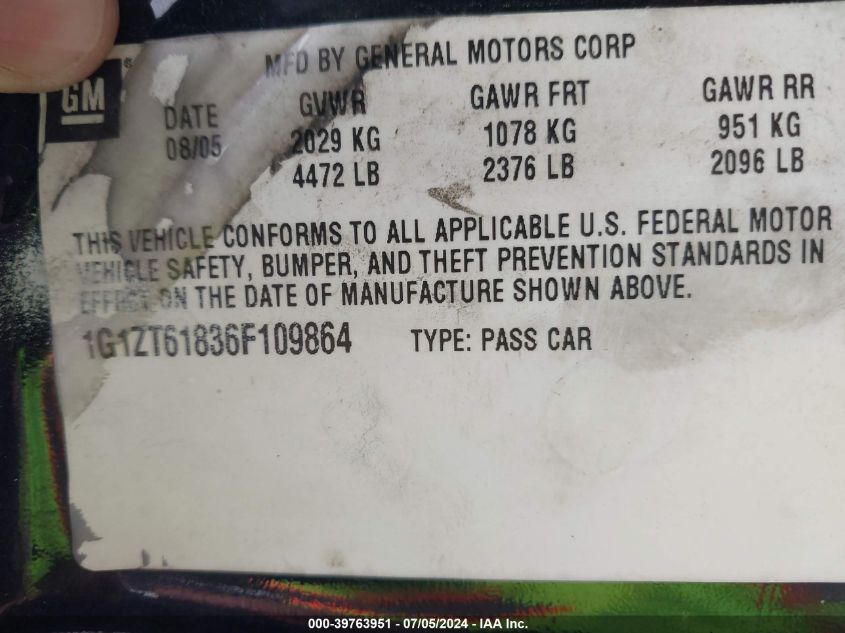 MFD BY GENERAL MOTORS CORP
GM ®
DATE GVWR GAWR FRT GAWR RR
08/05 2029 KG 1078 KG 951 KG
4472 LB 2376 LB 2096 LB
THIS VEHICLE CONFORMS TO ALL APPLICABLE U.S. FEDERAL MOTOR
VEHICLE SAFETY, BUMPER, AND THEFT PREVENTION STANDARDS IN
EFFECT ON THE DATE OF MANUFACTURE SHOWN ABOVE.
1G1ZT61836F109864 TYPE: PASS CAR
000-39763951 - 07/05/2024 - IAA Inc.